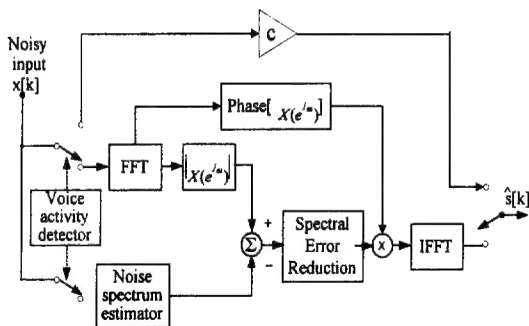 Noisy
input
x[k]
C
Phase[ X(e^jω) ]
FFT
|X(e^jω)|
Voice
activity
detector
+
Σ
−
Spectral
Error
Reduction
x
IFFT
ŝ[k]
Noise
spectrum
estimator